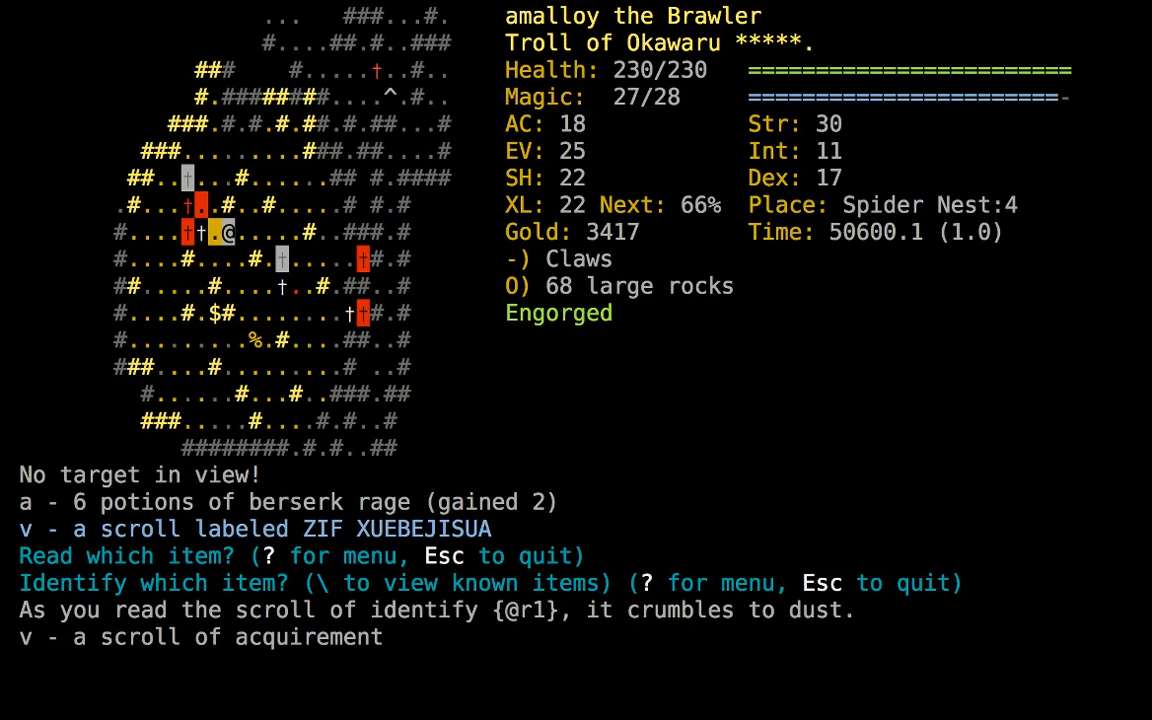 ...   ###...#.
#....##.#..###
###    #.....†..#..
#.########....^.#..
###.#.#.#.##.#.##...#
###.........####.##....#
##..†...#......## #.####
.#...†..#..#.....# #.#
#....††.@.....#..###.#
#....#....#.†.....†#.#
##.....#....†..#.##..#
#....#.$#.........††#.#
#.........%.#....##..#
###....#.........# ..#
#......#...#..###.##
###.....#....#.#..#
########.#.#..##
amalloy the Brawler
Troll of Okawaru *****.
Health: 230/230 ========================
Magic:  27/28 =======================-
AC: 18 Str: 30
EV: 25 Int: 11
SH: 22 Dex: 17
XL: 22 Next: 66% Place: Spider Nest:4
Gold: 3417 Time: 50600.1 (1.0)
-) Claws
O) 68 large rocks
Engorged
No target in view!
a - 6 potions of berserk rage (gained 2)
v - a scroll labeled ZIF XUEBEJISUA
Read which item? (? for menu, Esc to quit)
Identify which item? (\ to view known items) (? for menu, Esc to quit)
As you read the scroll of identify {@r1}, it crumbles to dust.
v - a scroll of acquirement